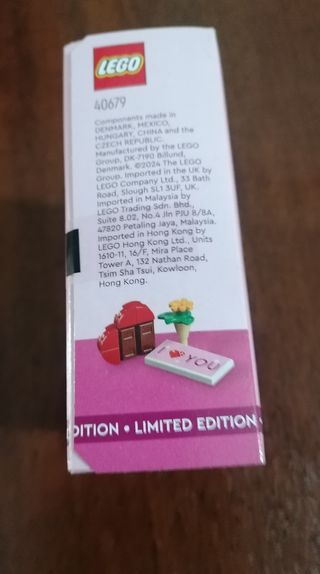 LEGO
40679
Components made in
DENMARK, MEXICO,
HUNGARY, CHINA and the
CZECH REPUBLIC.
Manufactured by the LEGO
Group, DK-7190 Billund,
Denmark. ©2024 The LEGO
Group. Imported in the UK by
LEGO Company Ltd., 33 Bath
Road, Slough SL1 3UF, UK.
Imported in Malaysia by
LEGO Trading Sdn. Bhd.,
Suite 8.02, No.4 Jln PJU 8/8A,
47820 Petaling Jaya, Malaysia.
Imported in Hong Kong by
LEGO Hong Kong Ltd., Units
1610-11, 16/F, Mira Place
Tower A, 132 Nathan Road,
Tsim Sha Tsui, Kowloon,
Hong Kong.
I ❤ YOU
DITION • LIMITED EDITION •